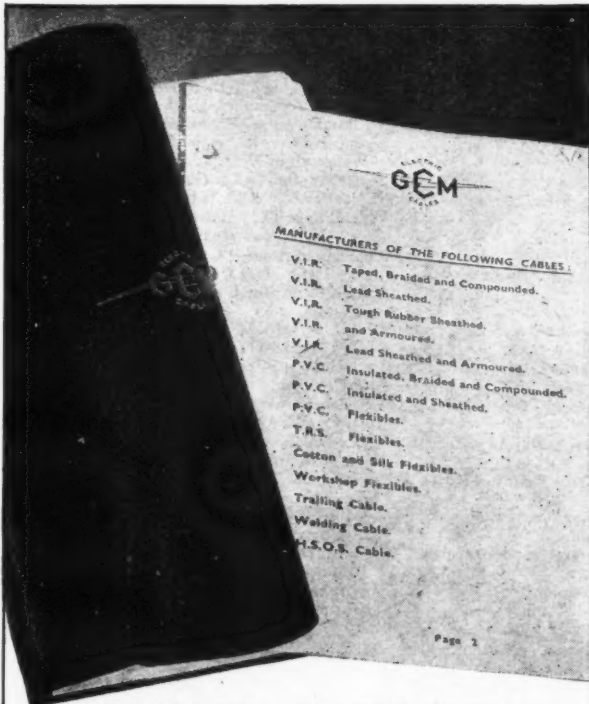 ELECTRIC
GEM
CABLES
MANUFACTURERS OF THE FOLLOWING CABLES:
V.I.R. Taped, Braided and Compounded.
V.I.R. Lead Sheathed.
V.I.R. Tough Rubber Sheathed.
V.I.R. and Armoured.
V.I.R. Lead Sheathed and Armoured.
P.V.C. Insulated, Braided and Compounded.
P.V.C. Insulated and Sheathed.
P.V.C. Flexibles.
T.R.S. Flexibles.
Cotton and Silk Flexibles.
Workshop Flexibles.
Trailing Cable.
Welding Cable.
H.S.O.S. Cable.
Page 2
GEM